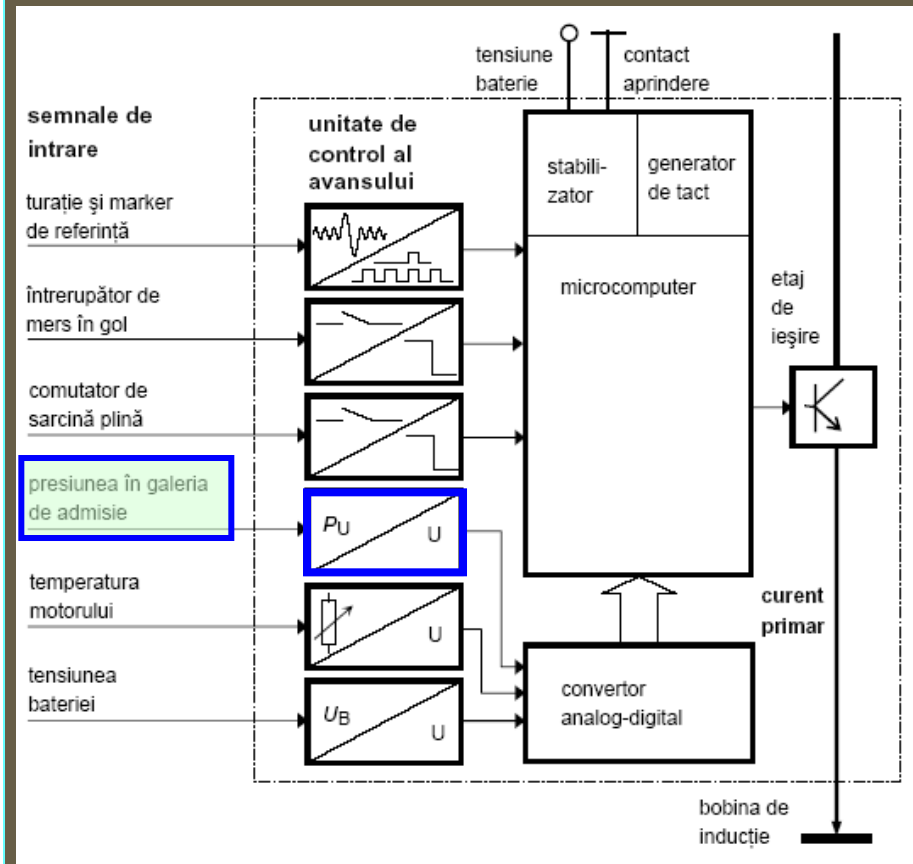 tensiune
baterie
contact
aprindere
semnale de
intrare
unitate de
control al
avansului
stabili-
zator
generator
de tact
turație şi marker
de referință
microcomputer
etaj
de
ieşire
întrerupător de
mers în gol
comutator de
sarcină plină
presiunea în galeria
de admisie
PU
U
temperatura
motorului
U
curent
primar
tensiunea
bateriei
UB
U
convertor
analog-digital
bobina de
inducție